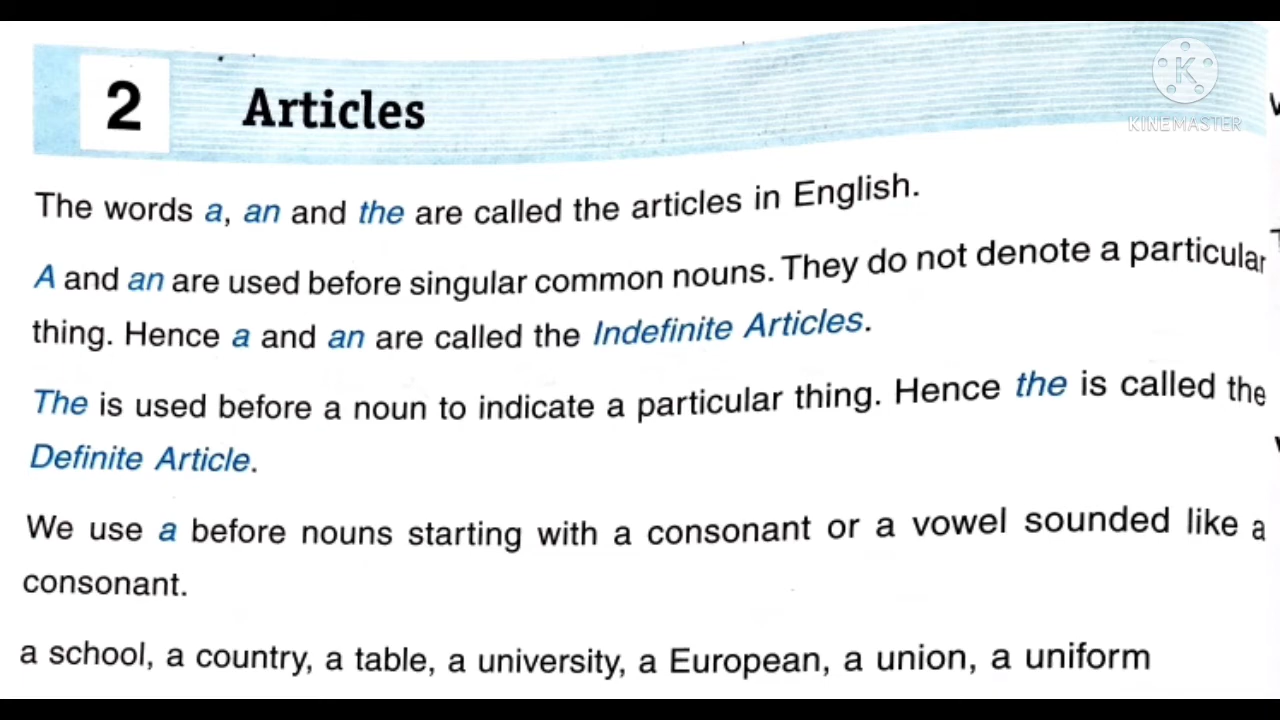 2 Articles
KINEMASTER
The words a, an and the are called the articles in English.
A and an are used before singular common nouns. They do not denote a particular
thing. Hence a and an are called the Indefinite Articles.
The is used before a noun to indicate a particular thing. Hence the is called the
Definite Article.
We use a before nouns starting with a consonant or a vowel sounded like a
consonant.
a school, a country, a table, a university, a European, a union, a uniform